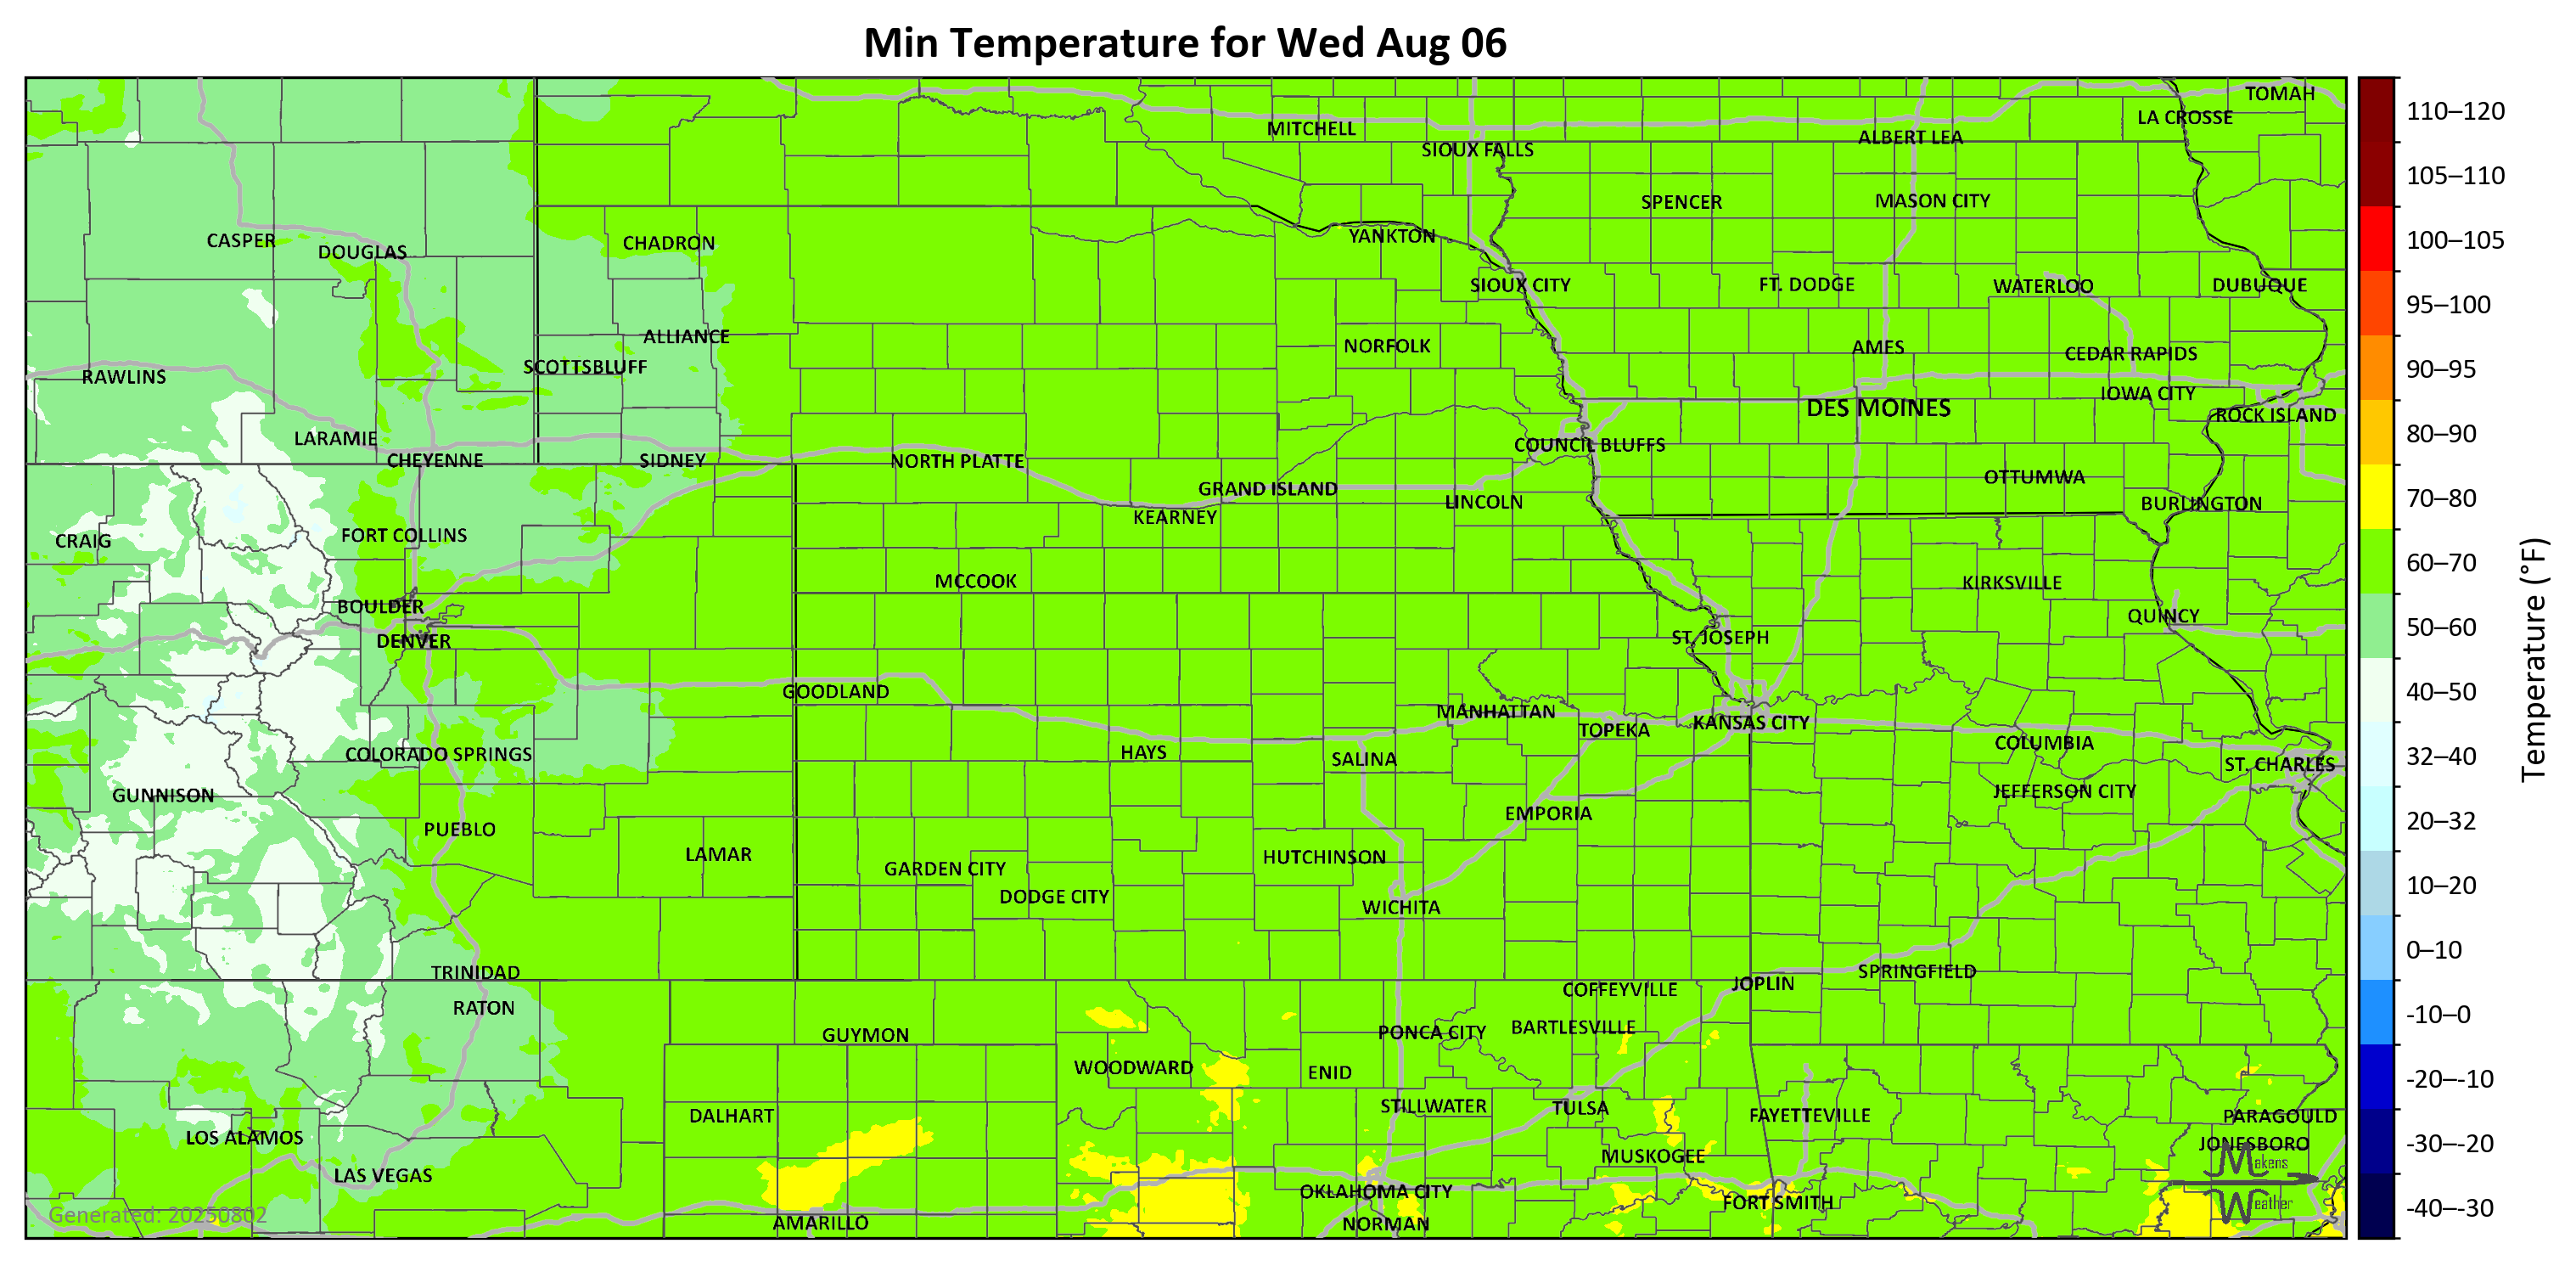 Min Temperature for Wed Aug 06
TOMAH
LA CROSSE
MITCHELL
ALBERT LEA
SIOUX FALLS
SPENCER
MASON CITY
CASPER
DOUGLAS
CHADRON
YANKTON
SIOUX CITY
FT. DODGE
WATERLOO
DUBUQUE
ALLIANCE
NORFOLK
AMES
CEDAR RAPIDS
SCOTTSBLUFF
RAWLINS
IOWA CITY
DES MOINES
ROCK ISLAND
LARAMIE
COUNCIL BLUFFS
CHEYENNE
SIDNEY
NORTH PLATTE
OTTUMWA
GRAND ISLAND
LINCOLN
BURLINGTON
KEARNEY
FORT COLLINS
CRAIG
MCCOOK
KIRKSVILLE
BOULDER
QUINCY
DENVER
ST. JOSEPH
GOODLAND
MANHATTAN
KANSAS CITY
TOPEKA
COLUMBIA
COLORADO SPRINGS
HAYS
SALINA
ST. CHARLES
GUNNISON
JEFFERSON CITY
EMPORIA
PUEBLO
LAMAR
HUTCHINSON
GARDEN CITY
DODGE CITY
WICHITA
TRINIDAD
SPRINGFIELD
JOPLIN
COFFEYVILLE
RATON
GUYMON
PONCA CITY
BARTLESVILLE
WOODWARD
ENID
STILLWATER
TULSA
DALHART
FAYETTEVILLE
PARAGOULD
LOS ALAMOS
JONESBORO
MUSKOGEE
LAS VEGAS
OKLAHOMA CITY
FORT SMITH
AMARILLO
NORMAN
Generated: 20250802
Makens
Weather
110–120
105–110
100–105
95–100
90–95
80–90
70–80
60–70
50–60
40–50
32–40
20–32
10–20
0–10
-10–0
-20–-10
-30–-20
-40–-30
Temperature (°F)